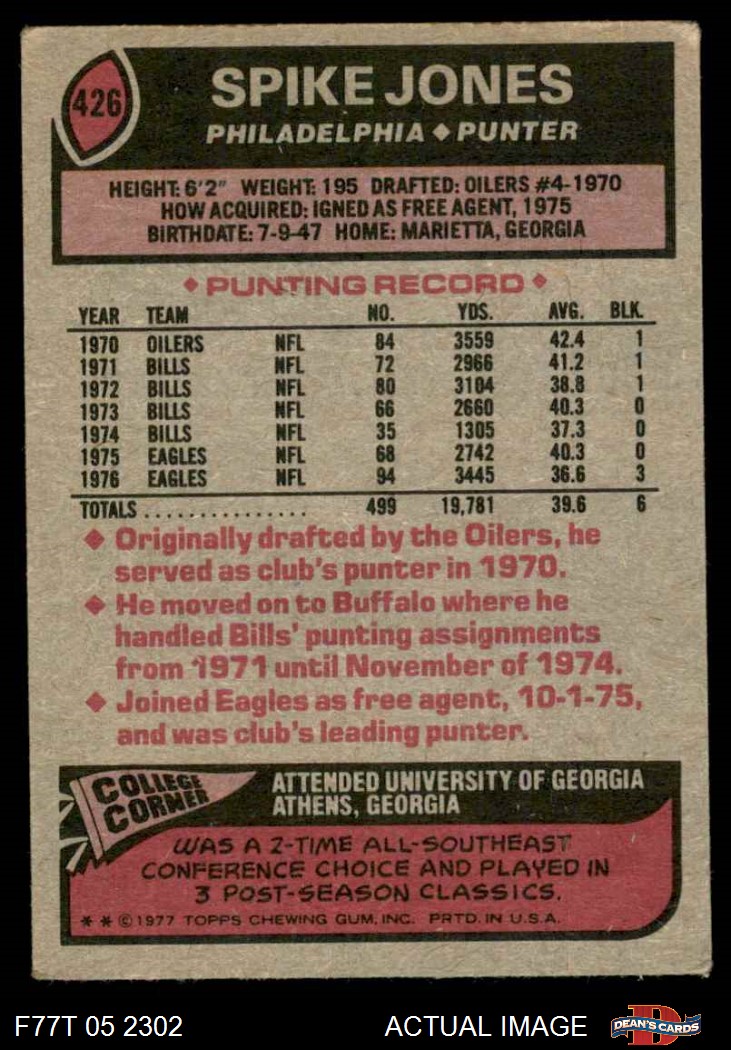 426
SPIKE JONES
PHILADELPHIA ◆ PUNTER
HEIGHT: 6'2" WEIGHT: 195 DRAFTED: OILERS #4-1970
HOW ACQUIRED: IGNED AS FREE AGENT, 1975
BIRTHDATE: 7-9-47 HOME: MARIETTA, GEORGIA
◆ PUNTING RECORD ◆
YEAR TEAM NO. YDS. AVG. BLK.
1970 OILERS NFL 84 3559 42.4 1
1971 BILLS NFL 72 2966 41.2 1
1972 BILLS NFL 80 3104 38.8 1
1973 BILLS NFL 66 2660 40.3 0
1974 BILLS NFL 35 1305 37.3 0
1975 EAGLES NFL 68 2742 40.3 0
1976 EAGLES NFL 94 3445 36.6 3
TOTALS ................ 499 19,781 39.6 6
◆ Originally drafted by the Oilers, he
served as club's punter in 1970.
◆ He moved on to Buffalo where he
handled Bills' punting assignments
from 1971 until November of 1974.
◆ Joined Eagles as free agent, 10-1-75,
and was club's leading punter.
COLLEGE
CORNER
ATTENDED UNIVERSITY OF GEORGIA
ATHENS, GEORGIA
WAS A 2-TIME ALL-SOUTHEAST
CONFERENCE CHOICE AND PLAYED IN
3 POST-SEASON CLASSICS.
* * © 1977 TOPPS CHEWING GUM, INC. PRTD. IN U.S.A.
F77T 05 2302 ACTUAL IMAGE
D
DEAN'S CARDS